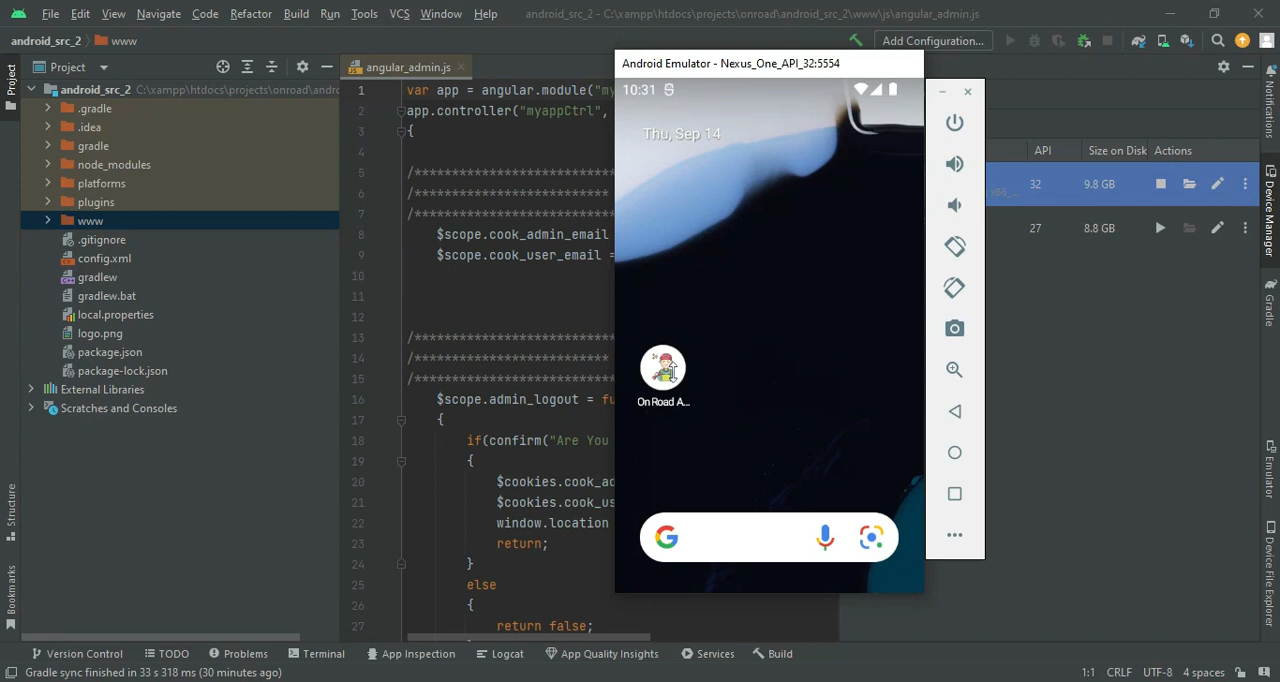 File Edit View Navigate Code Refactor Build Run Tools VCS Window Help android_src_2 - C:\xampp\htdocs\projects\onroad\android_src_2\www\js\angular_admin.js
android_src_2 www Add Configuration...
Project Project angular_admin.js
Android Emulator - Nexus_One_API_32:5554
android_src_2 C:\xampp\htdocs\projects\onroad\andro
.gradle
.idea
gradle
node_modules
platforms
plugins
www
.gitignore
config.xml
gradlew
gradlew.bat
local.properties
logo.png
package.json
package-lock.json
External Libraries
Scratches and Consoles
1 var app = angular.module("my
2 app.controller("myappCtrl",
3 {
4
5 /***************************
6 /**************************
7 /***************************
8 $scope.cook_admin_email
9 $scope.cook_user_email =
10
11
12
13 /***************************
14 /**************************
15 /***************************
16 $scope.admin_logout = fu
17 {
18 if(confirm("Are You
19 {
20 $cookies.cook_ad
21 $cookies.cook_us
22 window.location
23 return;
24 }
25 else
26 {
27 return false;
10:31
Thu, Sep 14
On Road A...
API Size on Disk Actions
x86_... 32 9.8 GB
27 8.8 GB
Notifications
Device Manager
Gradle
Emulator
Device File Explorer
Structure
Bookmarks
Version Control TODO Problems Terminal App Inspection Logcat App Quality Insights Services Build
Gradle sync finished in 33 s 318 ms (30 minutes ago) 1:1 CRLF UTF-8 4 spaces